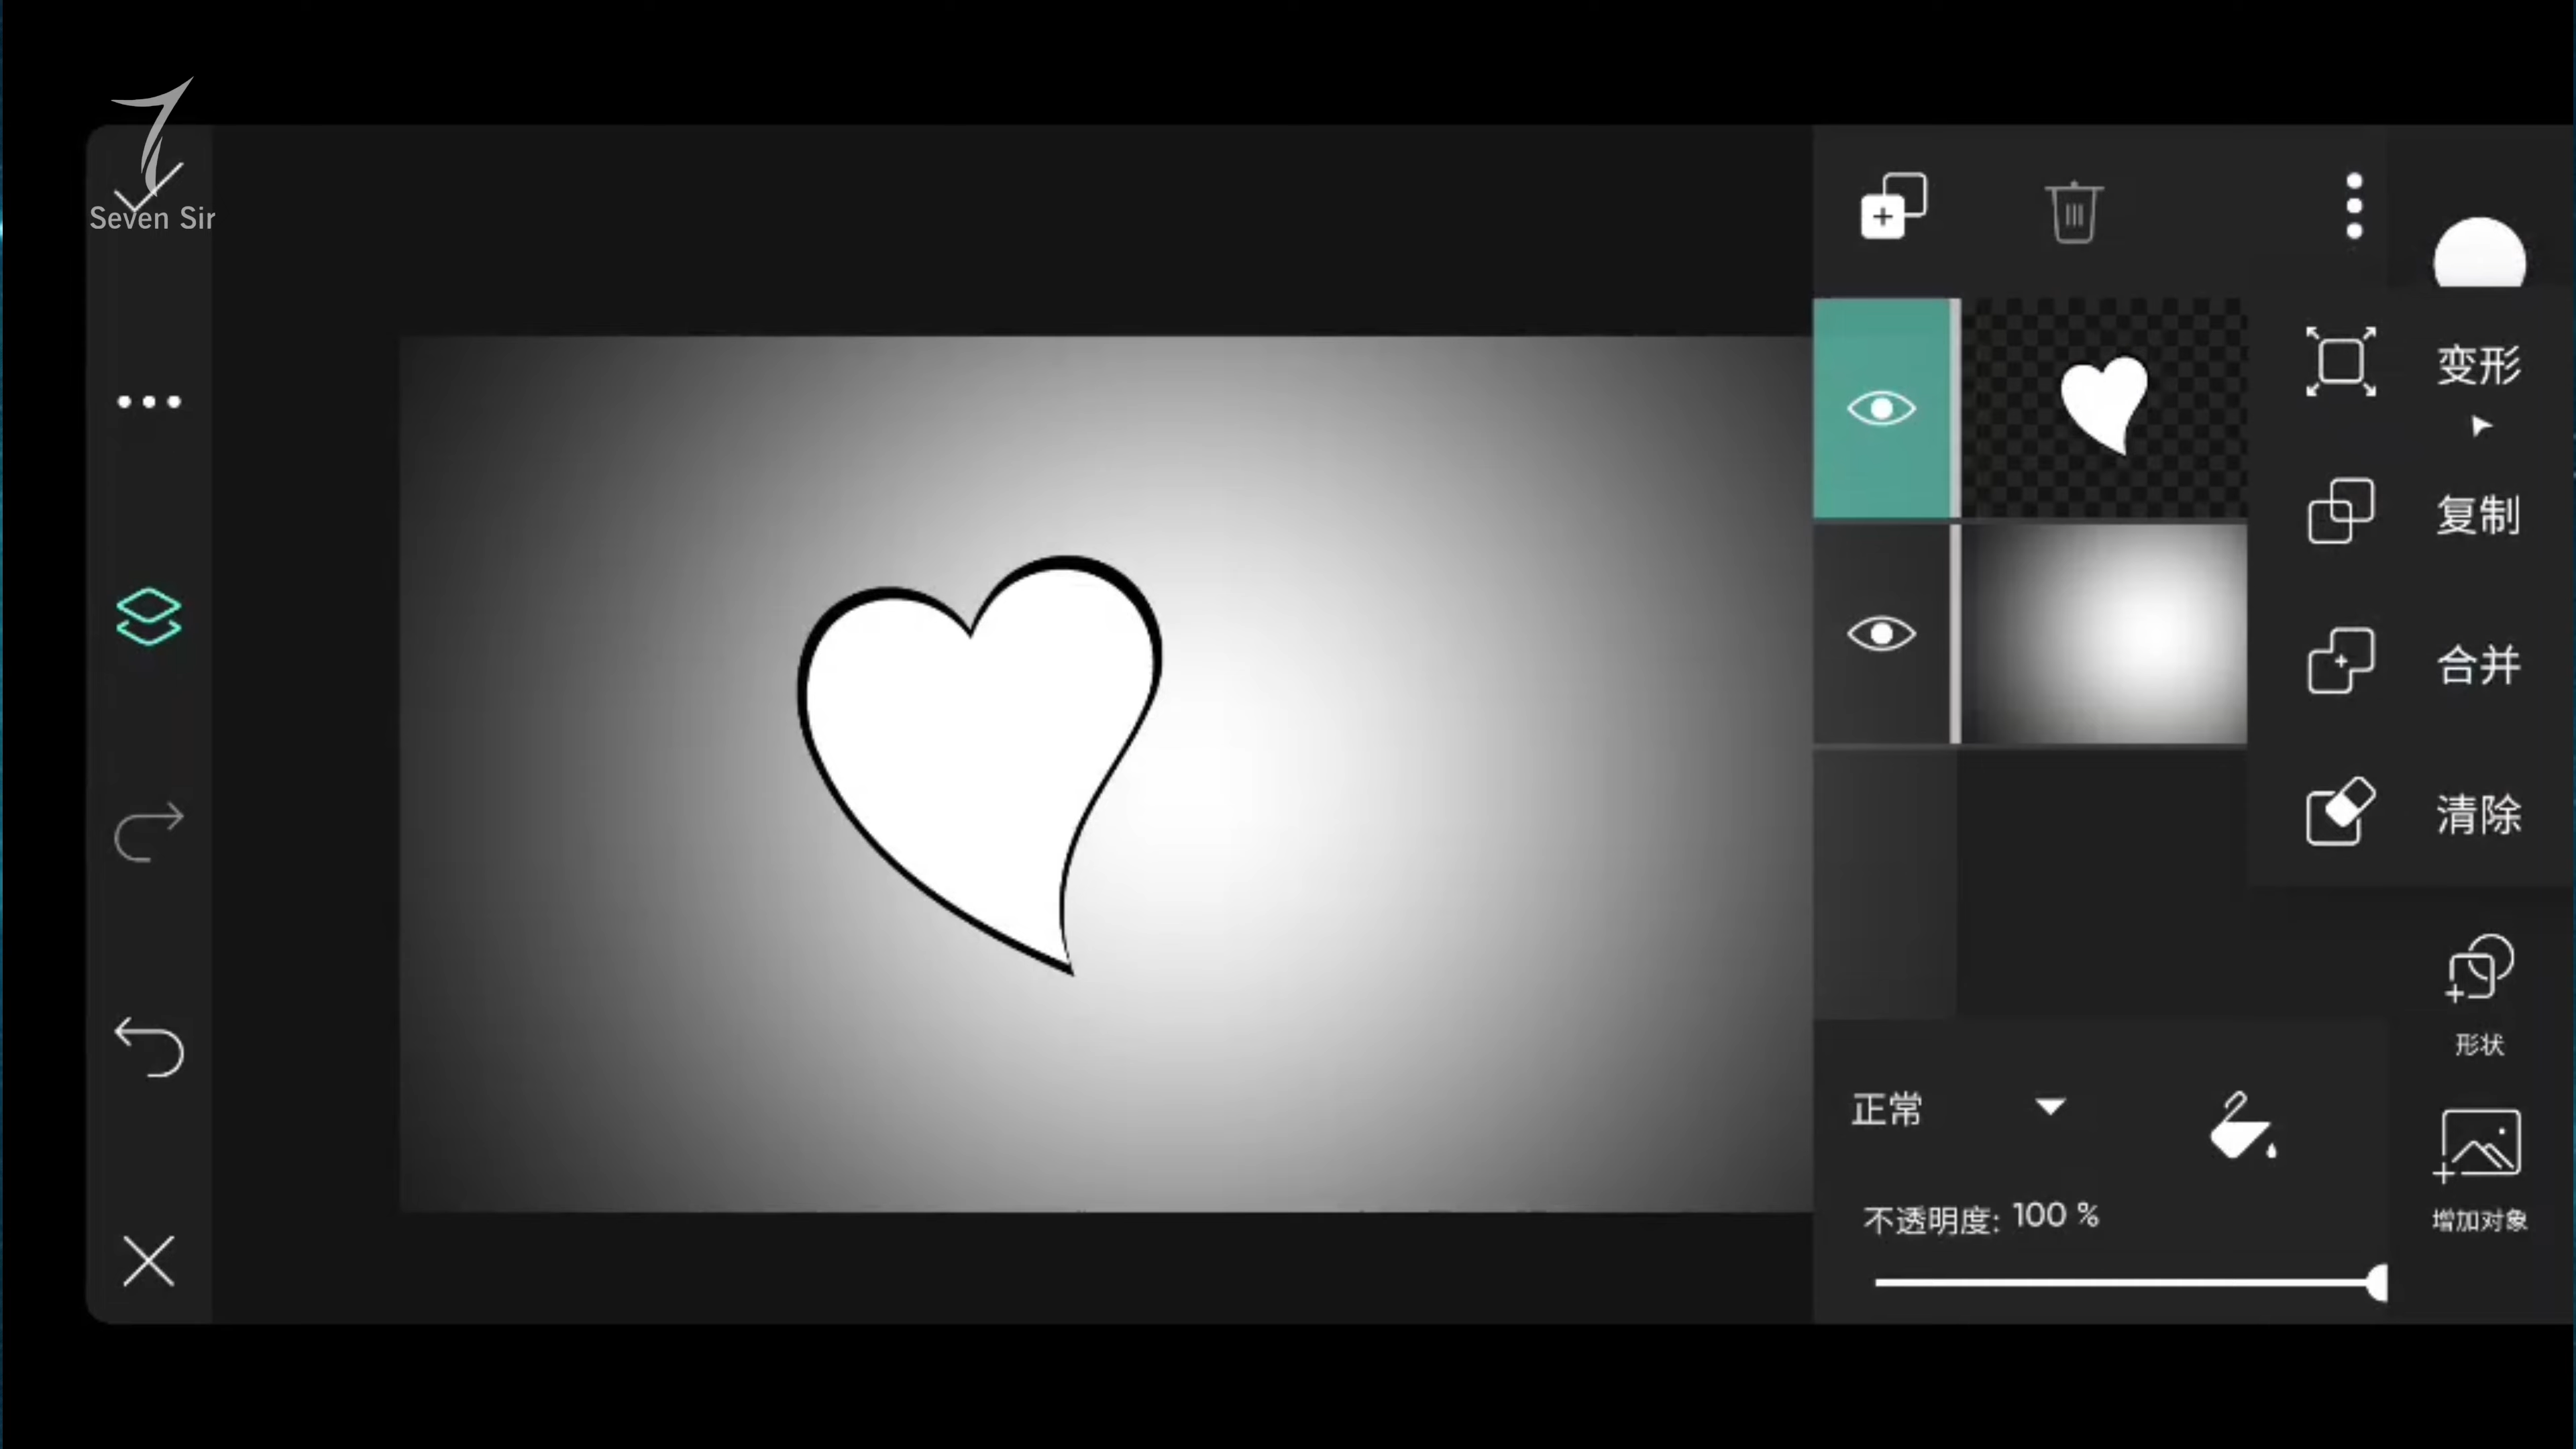 Seven Sir
变形
复制
合并
清除
形状
正常
不透明度: 100 %
增加对象